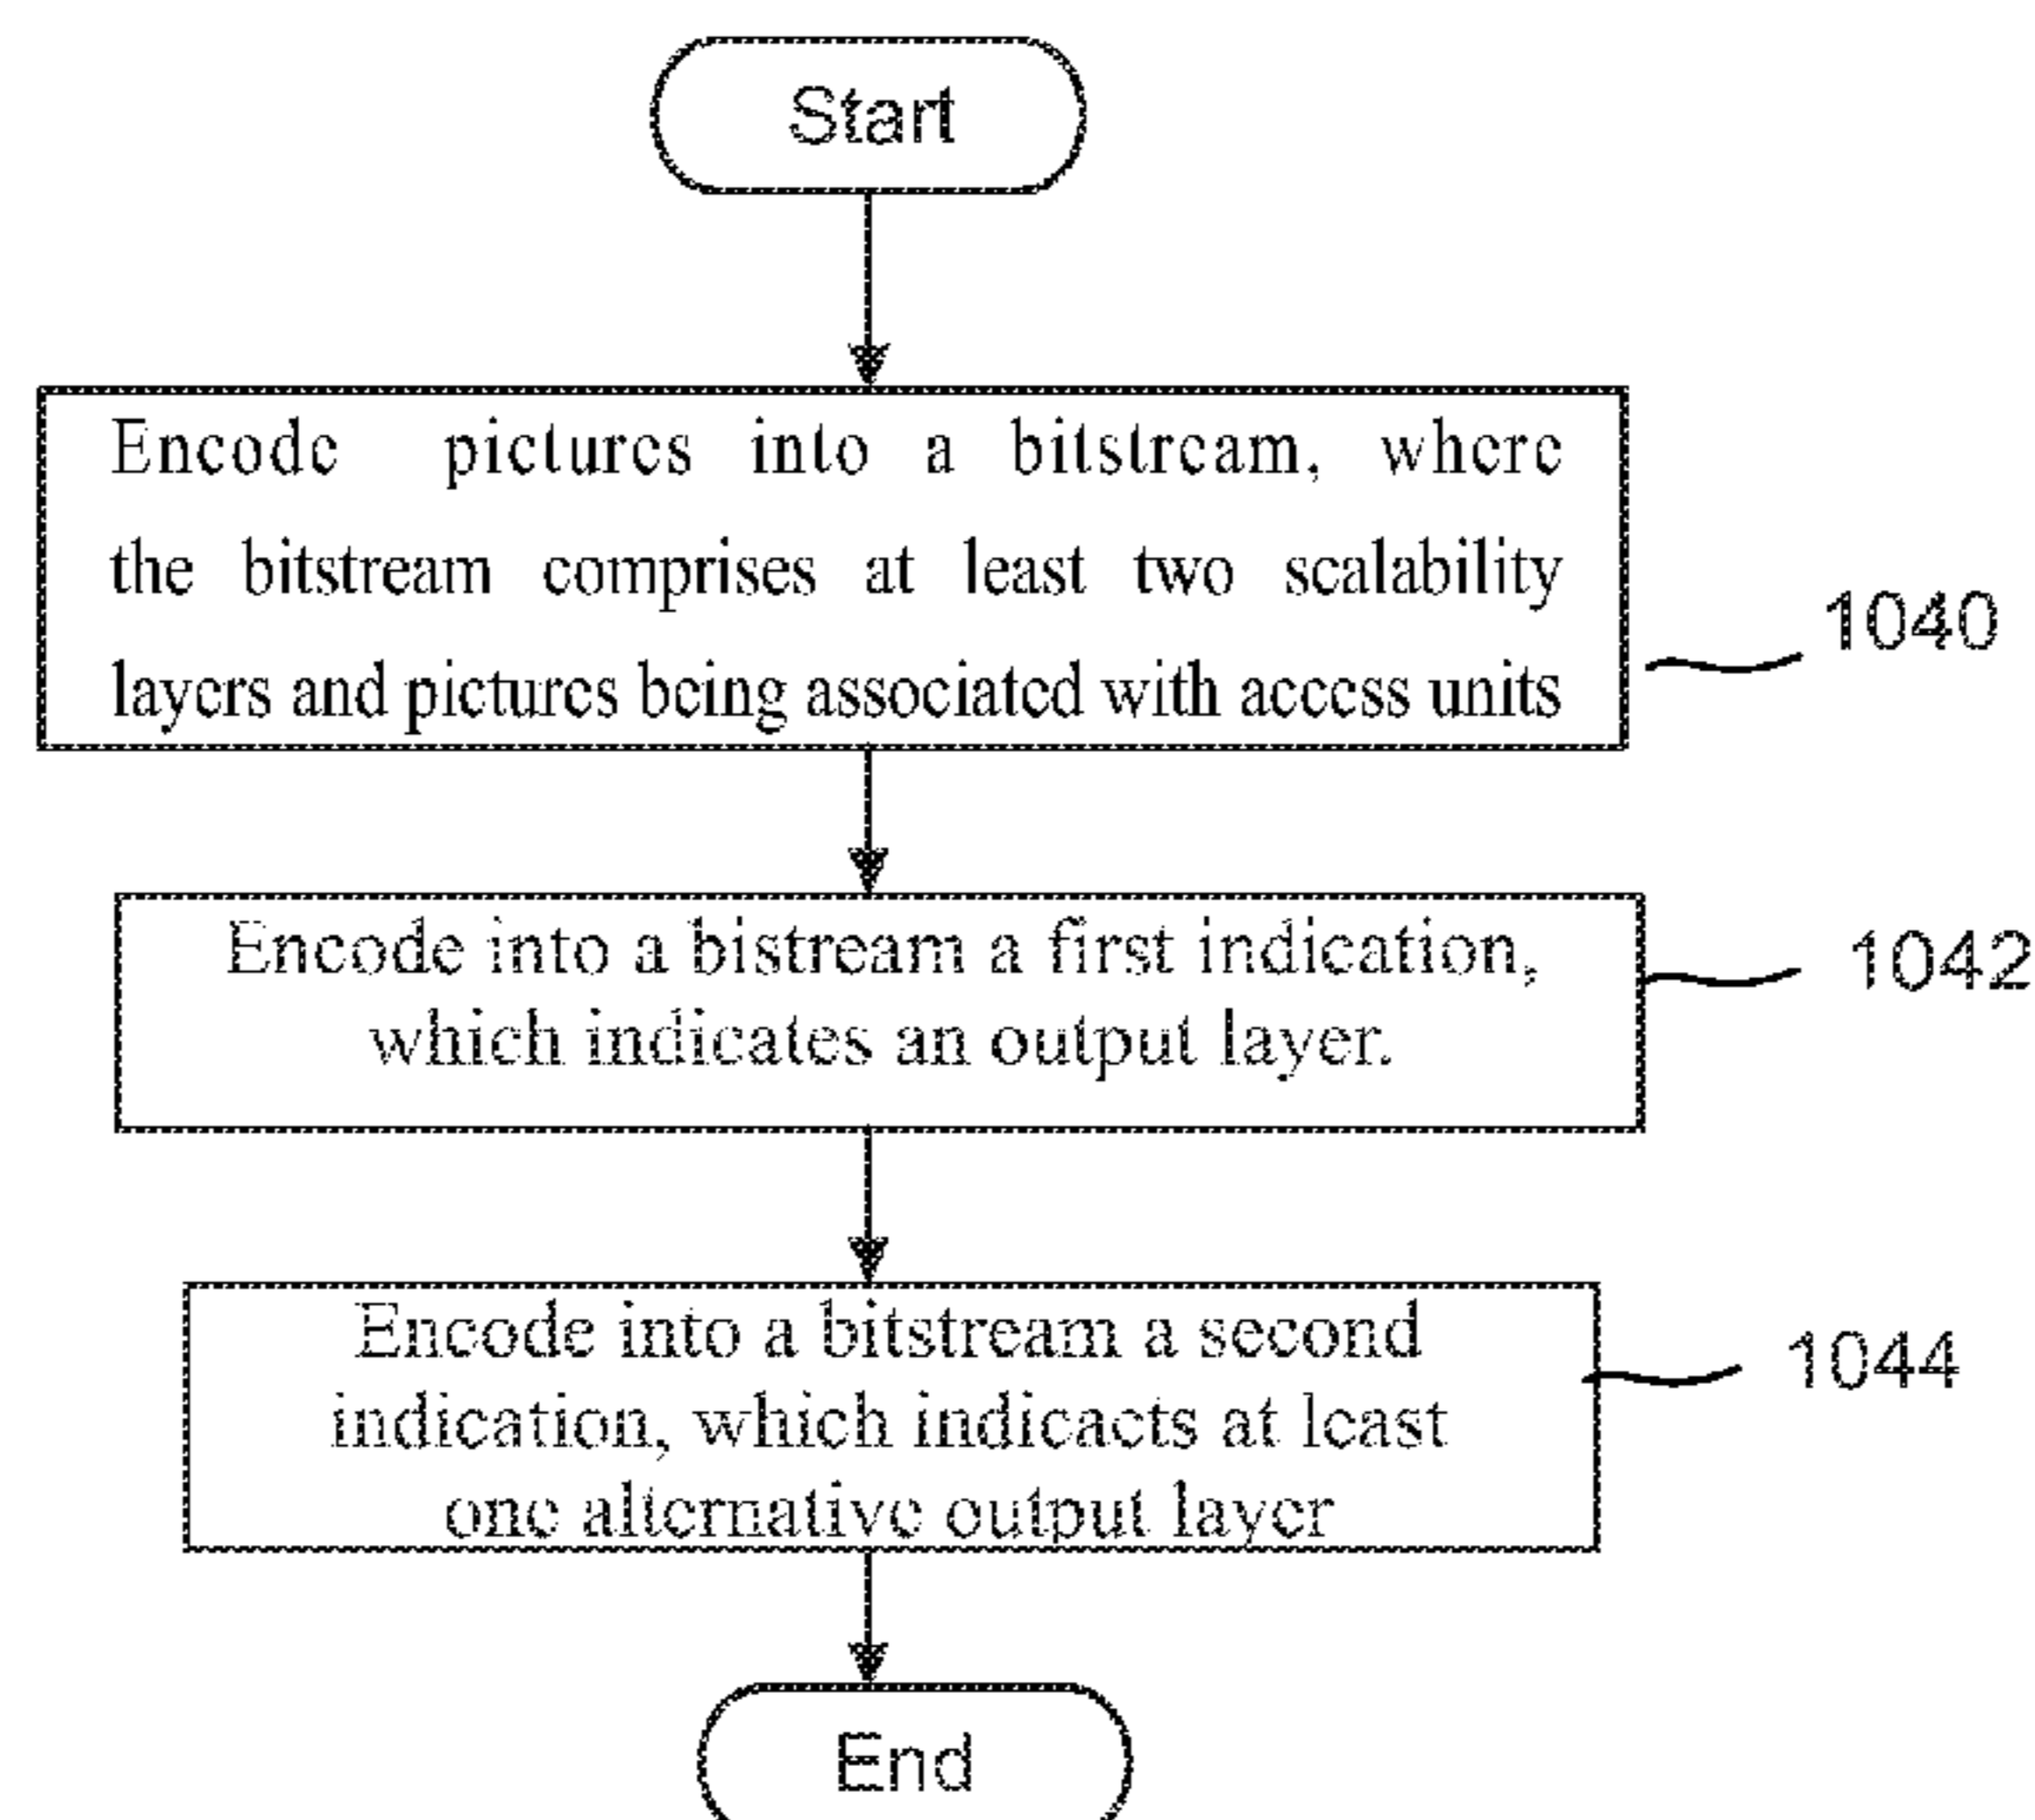 Start
Encode pictures into a bitstream, where
the bitstream comprises at least two scalability
layers and pictures being associated with access units
1040
Encode into a bistream a first indication,
which indicates an output layer.
1042
Encode into a bitstream a second
indication, which indicacts at least
one alternative output layer
1044
End